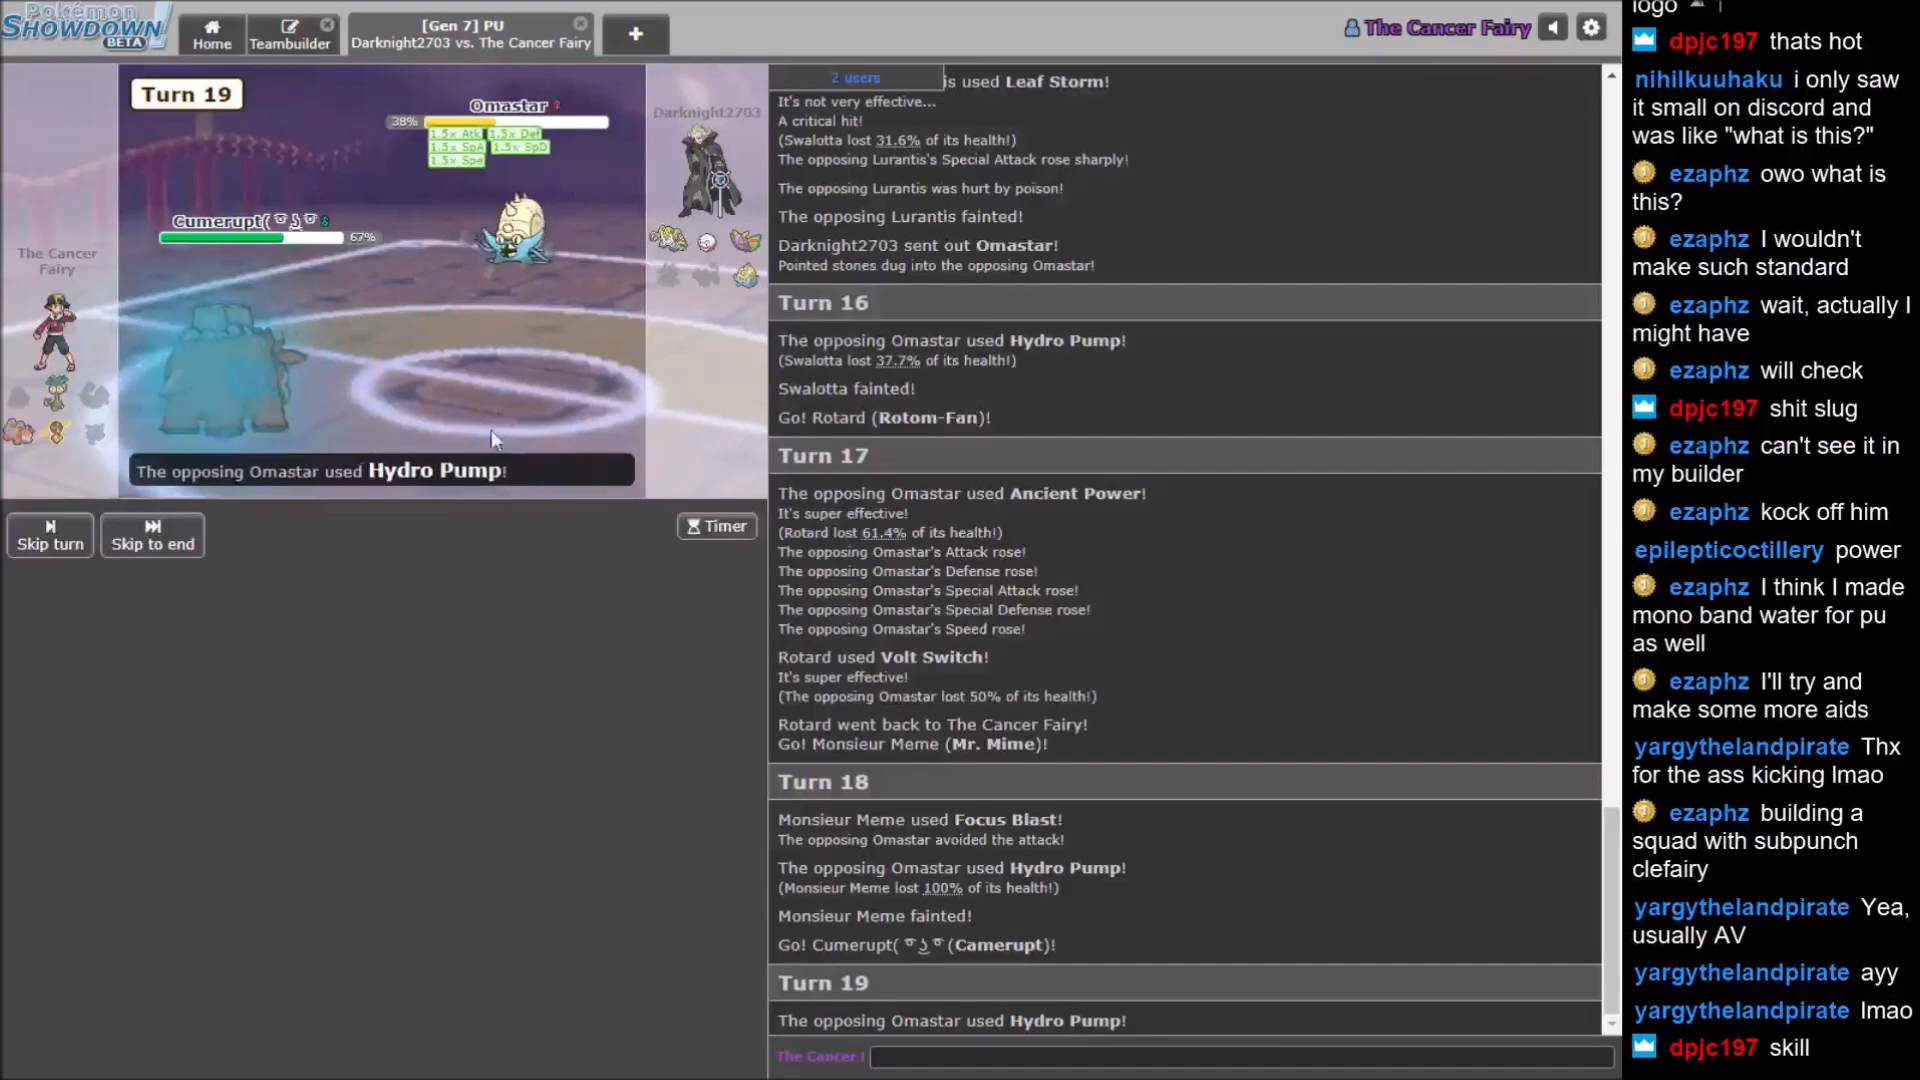 Pokémon
SHOWDOWN!
BETA
Home
Teambuilder
[Gen 7] PU
Darknight2703 vs. The Cancer Fairy
+
The Cancer Fairy
Turn 19
Omastar
38%
1.5x Atk 1.5x Def
1.5x SpA 1.5x SpD
1.5x Spe
Cumerupt( ͡° ͜ʖ ͡°
67%
The Cancer
Fairy
Darknight2703
The opposing Omastar used Hydro Pump!
Skip turn
Skip to end
Timer
2 users
is used Leaf Storm!
It's not very effective...
A critical hit!
(Swalotta lost 31.6% of its health!)
The opposing Lurantis's Special Attack rose sharply!
The opposing Lurantis was hurt by poison!
The opposing Lurantis fainted!
Darknight2703 sent out Omastar!
Pointed stones dug into the opposing Omastar!
Turn 16
The opposing Omastar used Hydro Pump!
(Swalotta lost 37.7% of its health!)
Swalotta fainted!
Go! Rotard (Rotom-Fan)!
Turn 17
The opposing Omastar used Ancient Power!
It's super effective!
(Rotard lost 61.4% of its health!)
The opposing Omastar's Attack rose!
The opposing Omastar's Defense rose!
The opposing Omastar's Special Attack rose!
The opposing Omastar's Special Defense rose!
The opposing Omastar's Speed rose!
Rotard used Volt Switch!
It's super effective!
(The opposing Omastar lost 50% of its health!)
Rotard went back to The Cancer Fairy!
Go! Monsieur Meme (Mr. Mime)!
Turn 18
Monsieur Meme used Focus Blast!
The opposing Omastar avoided the attack!
The opposing Omastar used Hydro Pump!
(Monsieur Meme lost 100% of its health!)
Monsieur Meme fainted!
Go! Cumerupt( ͡° ͜ʖ ͡° (Camerupt)!
Turn 19
The opposing Omastar used Hydro Pump!
The Cancer
logo
dpjc197 thats hot
nihilkuuhaku i only saw
it small on discord and
was like "what is this?"
ezaphz owo what is
this?
ezaphz I wouldn't
make such standard
ezaphz wait, actually I
might have
ezaphz will check
dpjc197 shit slug
ezaphz can't see it in
my builder
ezaphz kock off him
epilepticoctillery power
ezaphz I think I made
mono band water for pu
as well
ezaphz I'll try and
make some more aids
yargythelandpirate Thx
for the ass kicking lmao
ezaphz building a
squad with subpunch
clefairy
yargythelandpirate Yea,
usually AV
yargythelandpirate ayy
yargythelandpirate lmao
dpjc197 skill